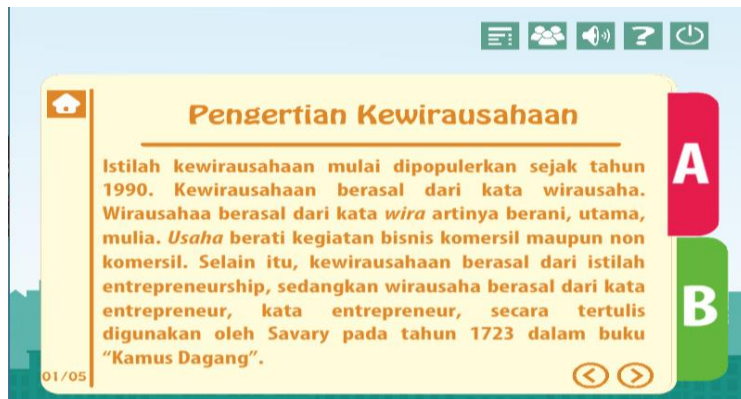 Pengertian Kewirausahaan
Istilah kewirausahaan mulai dipopulerkan sejak tahun
1990. Kewirausahaan berasal dari kata wirausaha.
Wirausahaa berasal dari kata wira artinya berani, utama,
mulia. Usaha berati kegiatan bisnis komersil maupun non
komersil. Selain itu, kewirausahaan berasal dari istilah
entrepreneurship, sedangkan wirausaha berasal dari kata
entrepreneur, kata entrepreneur, secara tertulis
digunakan oleh Savary pada tahun 1723 dalam buku
“Kamus Dagang”.
01/05
A
B